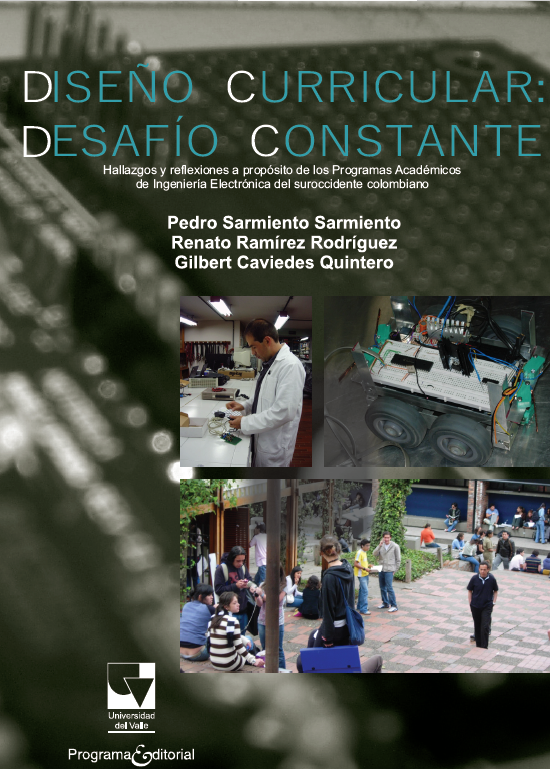 DISEÑO CURRICULAR:
DESAFÍO CONSTANTE
Hallazgos y reflexiones a propósito de los Programas Académicos
de Ingeniería Electrónica del suroccidente colombiano
Pedro Sarmiento Sarmiento
Renato Ramírez Rodríguez
Gilbert Caviedes Quintero
Universidad
del Valle
Programa Editorial